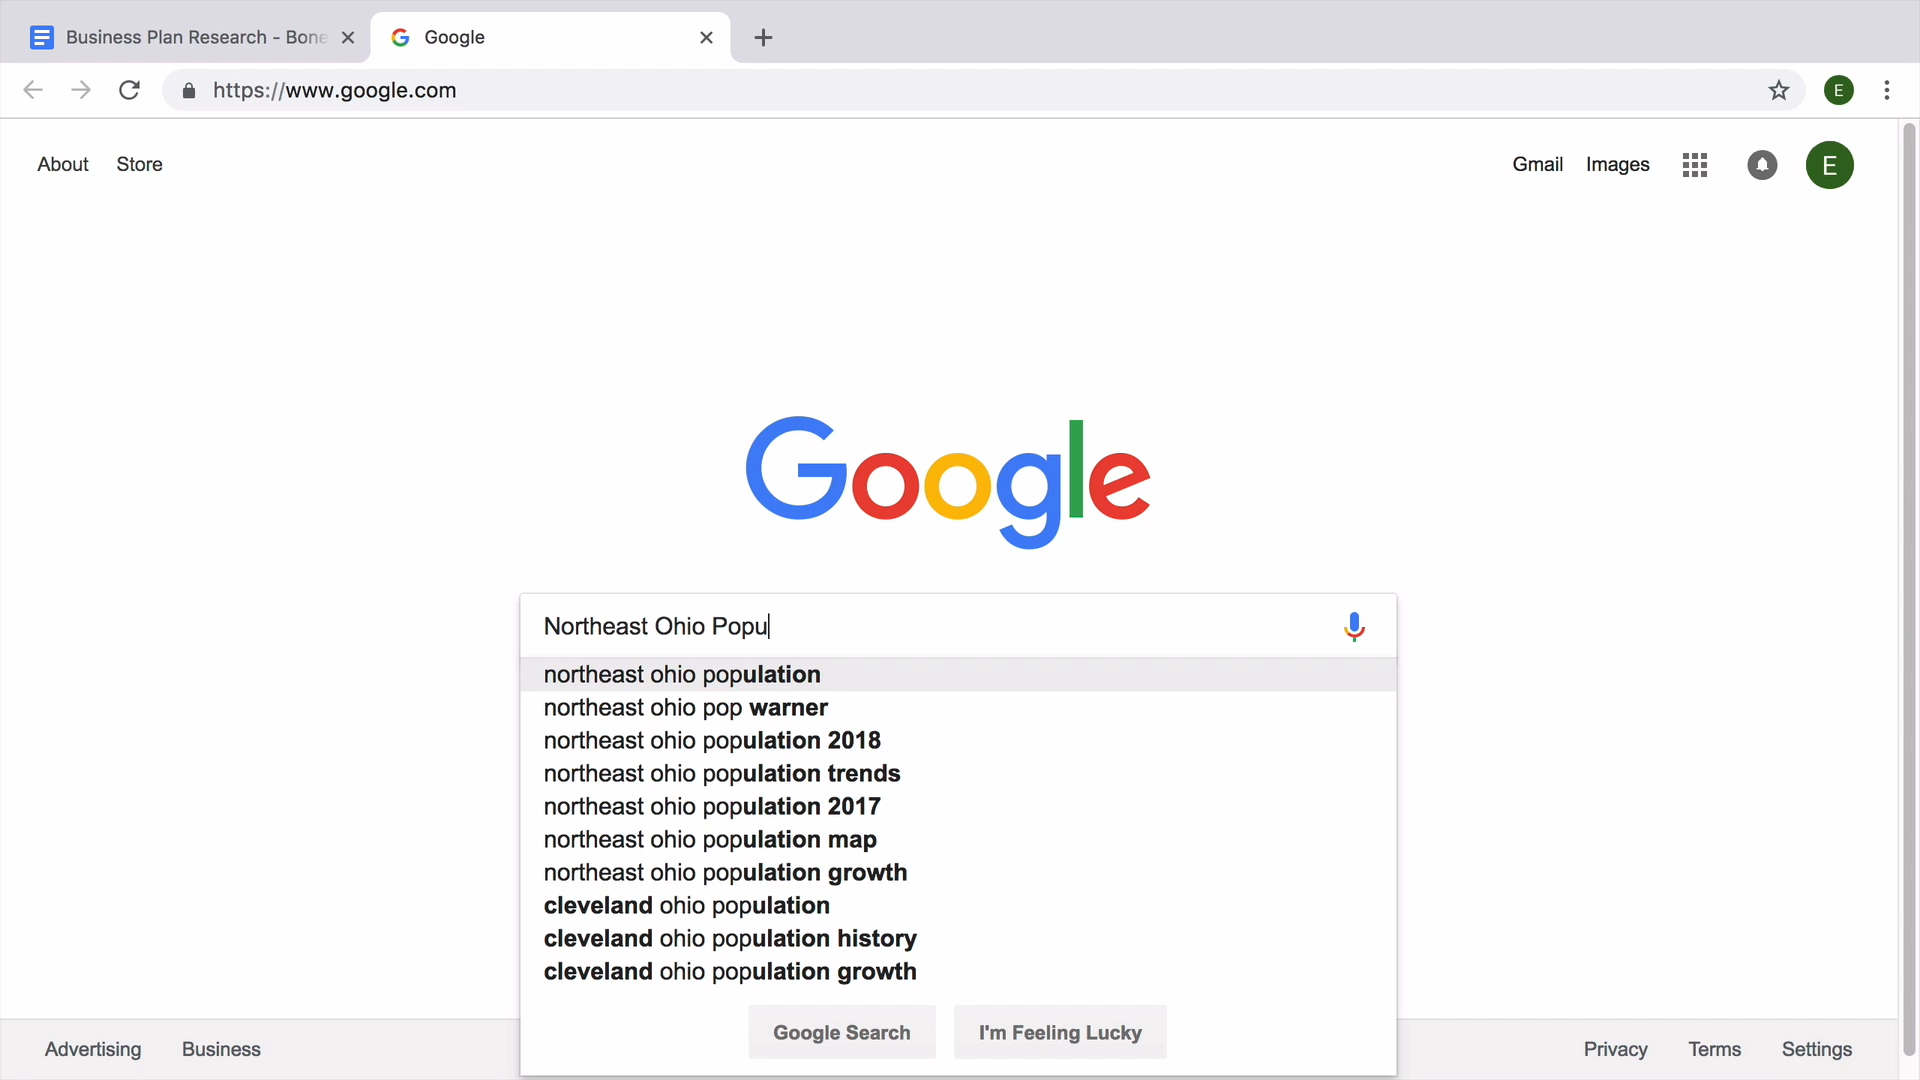 Business Plan Research - Bone
Google
https://www.google.com
E
About Store
Gmail Images
E
Google
Northeast Ohio Popu
northeast ohio population
northeast ohio pop warner
northeast ohio population 2018
northeast ohio population trends
northeast ohio population 2017
northeast ohio population map
northeast ohio population growth
cleveland ohio population
cleveland ohio population history
cleveland ohio population growth
Google Search I'm Feeling Lucky
Advertising Business
Privacy Terms Settings